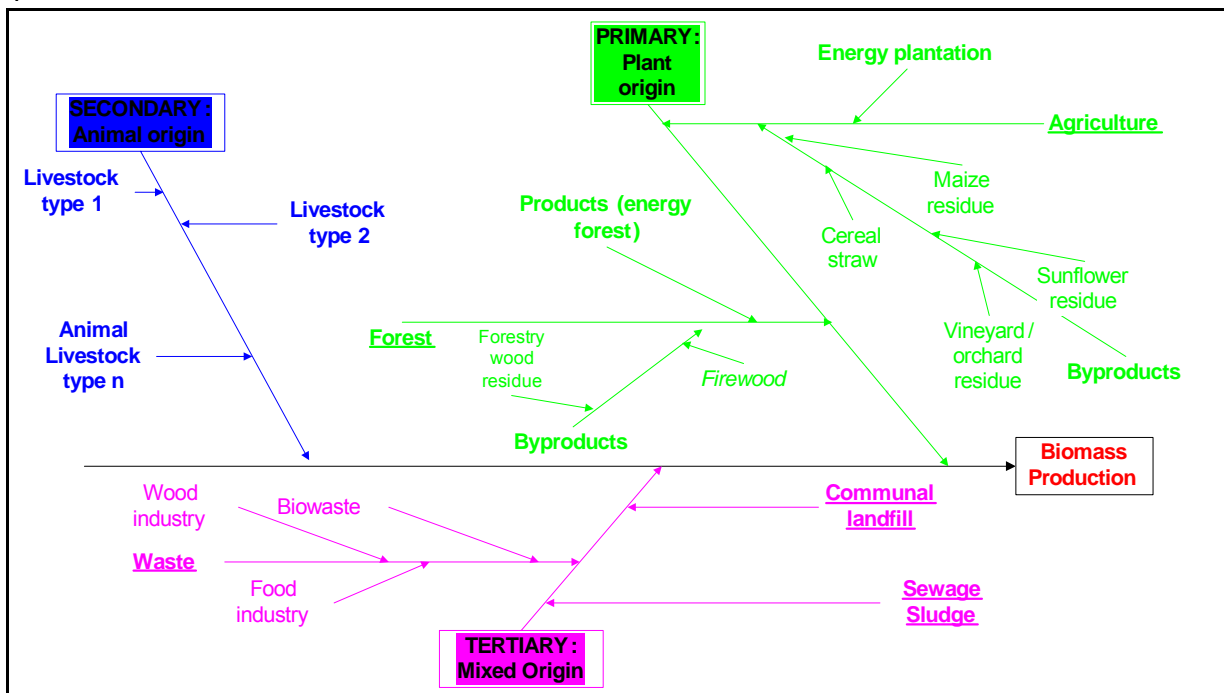 PRIMARY:
Plant
origin
Energy plantation
SECONDARY:
Animal origin
Agriculture
Livestock
type 1
Maize
residue
Products (energy
forest)
Livestock
type 2
Cereal
straw
Sunflower
residue
Animal
Livestock
type n
Forest
Forestry
wood
residue
Firewood
Vineyard /
orchard
residue
Byproducts
Byproducts
Biomass
Production
Wood
industry
Biowaste
Communal
landfill
Waste
Food
industry
Sewage
Sludge
TERTIARY:
Mixed Origin